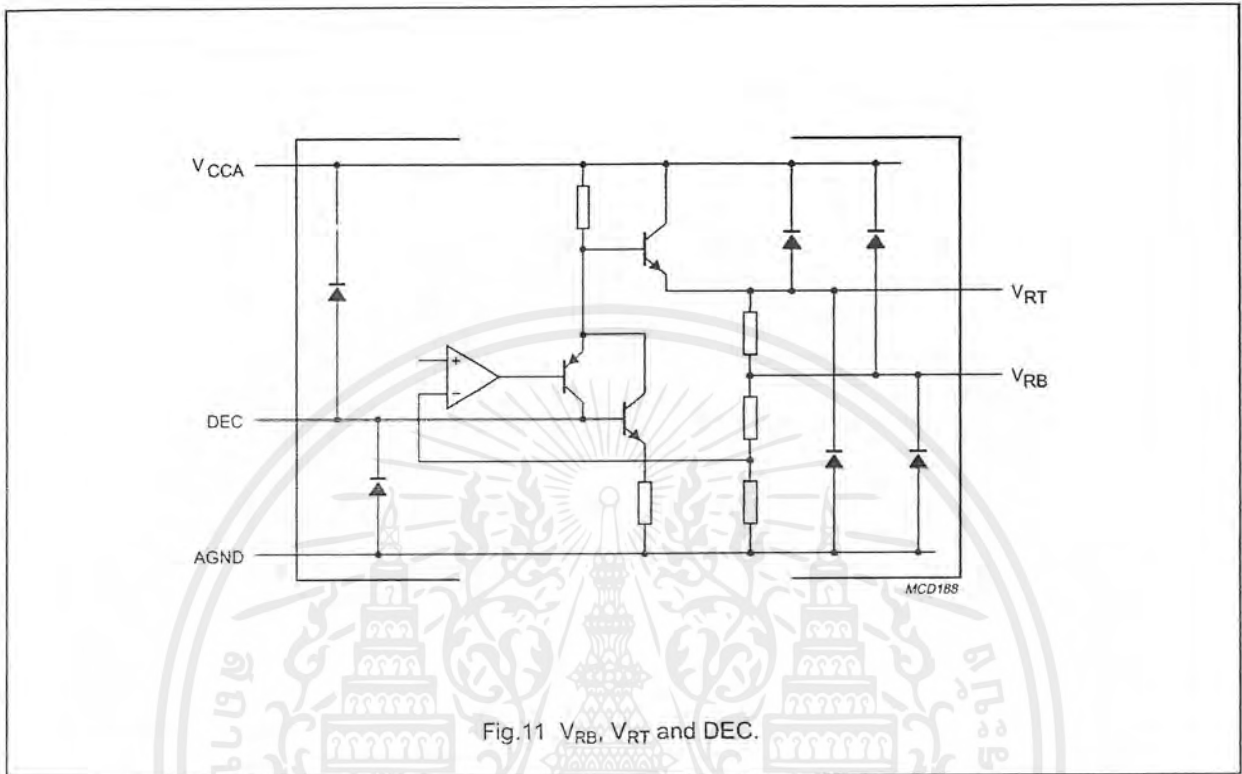 V CCA
+
−
V RT
V RB
DEC
AGND
MCD188
Fig.11 V RB, V RT and DEC.